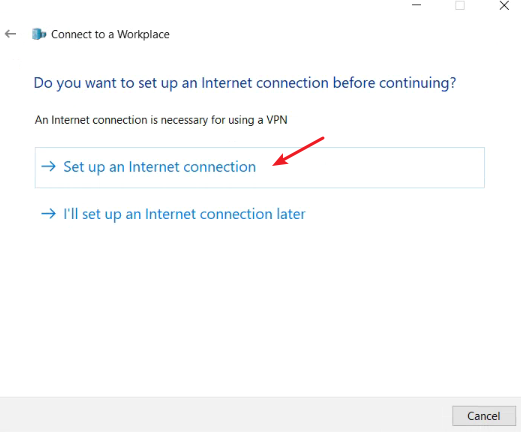 Connect to a Workplace
Do you want to set up an Internet connection before continuing?
An Internet connection is necessary for using a VPN
Set up an Internet connection
I'll set up an Internet connection later
Cancel